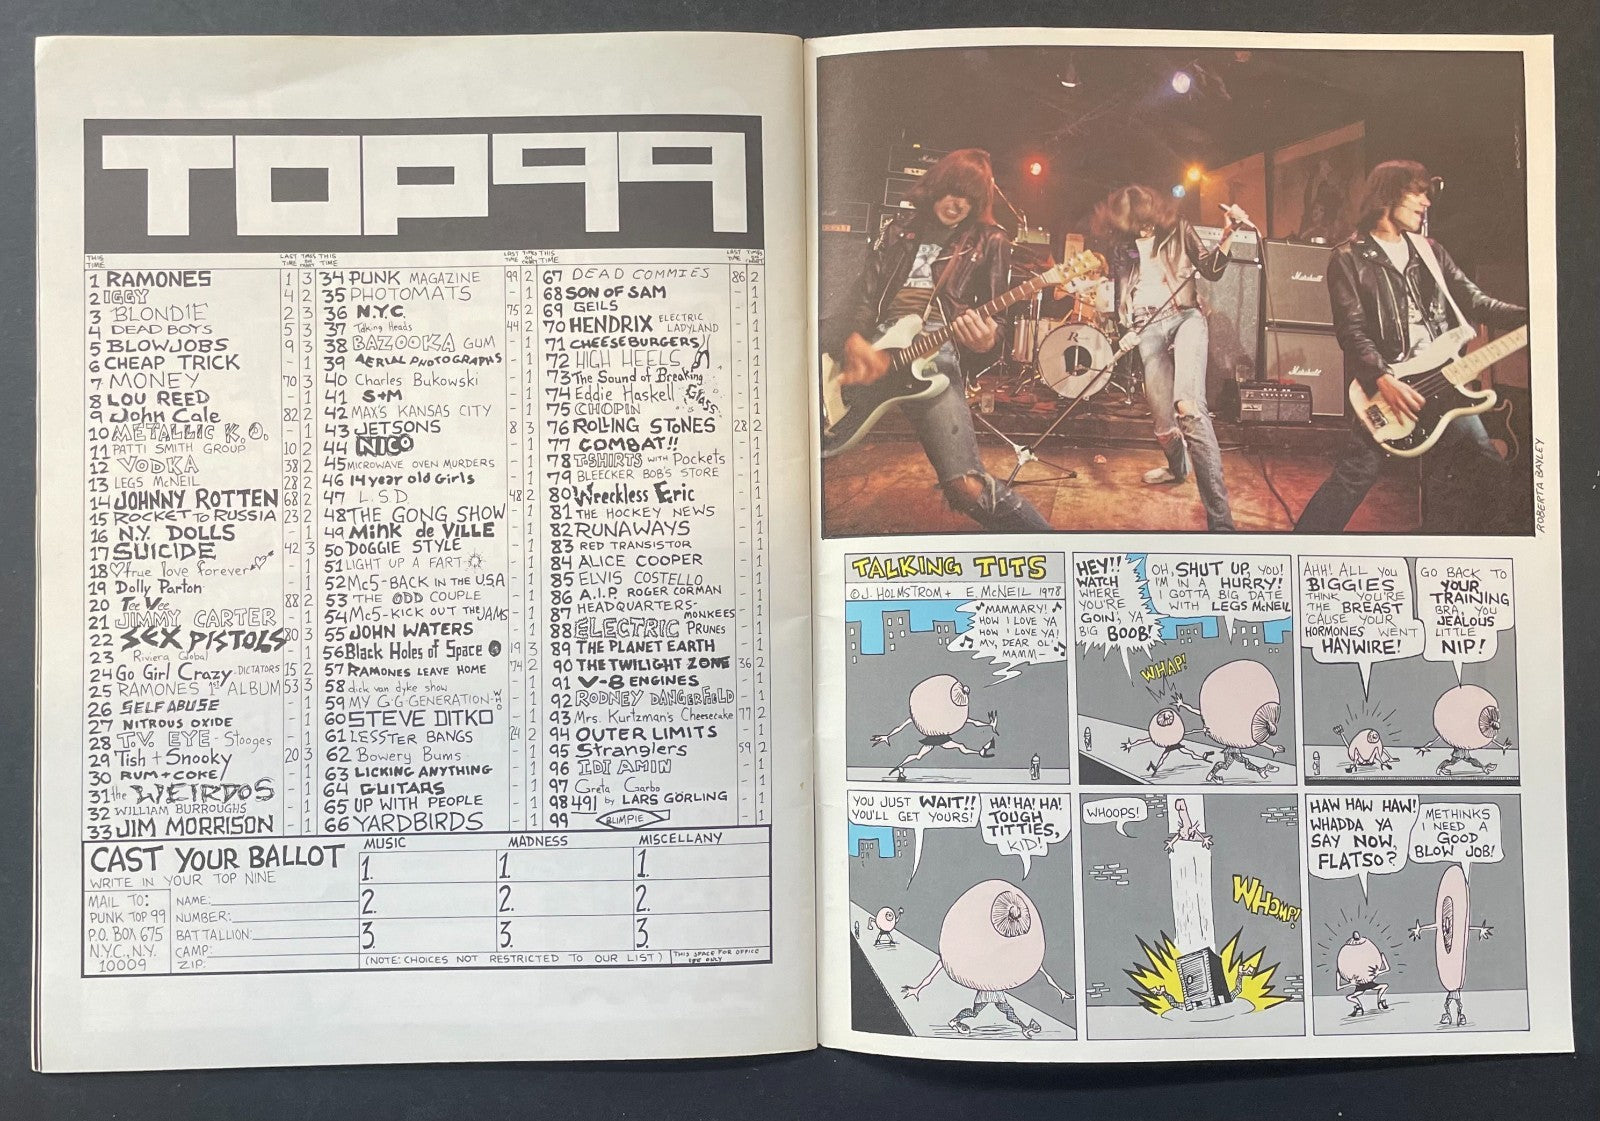 TOP99
THIS TIME
LAST TIME
TIMES ON CHART
1 RAMONES 1 3
2 IGGY 4 2
3 BLONDIE 2 3
4 DEAD BOYS 5 3
5 BLOWJOBS 9 3
6 CHEAP TRICK - 1
7 MONEY 70 3
8 LOU REED - 1
9 John Cale 82 2
10 METALLIC K.O. - 1
11 PATTI SMITH GROUP 10 2
12 VODKA 38 2
13 LEGS McNEIL 28 2
14 JOHNNY ROTTEN 68 2
15 ROCKET TO RUSSIA 23 2
16 N.Y. DOLLS - 1
17 SUICIDE 42 3
18 true love forever - 1
19 Dolly Parton - 1
20 Tee Vee 88 2
21 JIMMY CARTER - 1
22 SEX PISTOLS 80 3
23 Riviera Global - 1
24 Go Girl Crazy - DICTATORS 15 2
25 RAMONES 1ST ALBUM 53 3
26 SELF ABUSE - 1
27 NITROUS OXIDE - 1
28 T.V. EYE - Stooges - 1
29 Tish + Snooky 20 3
30 RUM + COKE - 1
31 the WEIRDOS - 1
32 WILLIAM BURROUGHS - 1
33 JIM MORRISON - 1
THIS
LAST TIME
TIMES ON CHART
34 PUNK MAGAZINE 99 2
35 PHOTOMATS - 1
36 N.Y.C. 75 2
37 Talking Heads 44 2
38 BAZOOKA GUM - 1
39 AERIAL PHOTOGRAPHS - 1
40 Charles Bukowski - 1
41 S+M - 1
42 MAX'S KANSAS CITY - 1
43 JETSONS 8 3
44 NICO - 1
45 MICROWAVE OVEN MURDERS - 1
46 14 year old Girls - 1
47 L.S.D. 48 2
48 THE GONG SHOW - 1
49 Mink de VILLE - 1
50 DOGGIE STYLE - 1
51 LIGHT UP A FART - 1
52 Mc5 - BACK IN THE USA - 1
53 THE ODD COUPLE - 1
54 Mc5 - KICK OUT THE JAMS - 1
55 JOHN WATERS - 1
56 Black Holes of Space 19 3
57 RAMONES LEAVE HOME 74 2
58 dick van dyke show - 1
59 MY G-G-GENERATION - WHO - 1
60 STEVE DITKO - 1
61 LESSTER BANGS 24 2
62 Bowery Bums - 1
63 LICKING ANYTHING - 1
64 GUITARS - 1
65 UP WITH PEOPLE - 1
66 YARDBIRDS - 1
THIS TIME
LAST TIME
TIMES ON CHART
67 DEAD COMMIES 86 2
68 SON OF SAM - 1
69 GEILS - 1
70 HENDRIX ELECTRIC LADYLAND - 1
71 CHEESEBURGERS - 1
72 HIGH HEELS - 1
73 The Sound of Breaking Glass - 1
74 Eddie Haskell - 1
75 CHOPIN - 1
76 ROLLING STONES 28 2
77 COMBAT!! - 1
78 T-SHIRTS WITH Pockets - 1
79 BLEECKER BOB'S STORE - 1
80 Wreckless Eric - 1
81 THE HOCKEY NEWS - 1
82 RUNAWAYS - 1
83 RED TRANSISTOR - 1
84 ALICE COOPER - 1
85 ELVIS COSTELLO - 1
86 A.I.P. ROGER CORMAN - 1
87 HEADQUARTERS - MONKEES - 1
88 ELECTRIC PRUNES - 1
89 THE PLANET EARTH - 1
90 THE TWILIGHT ZONE 36 2
91 V-8 ENGINES - 1
92 RODNEY DANGERFIELD - 1
93 Mrs. Kurtzman's Cheesecake 77 2
94 OUTER LIMITS - 1
95 Stranglers 59 2
96 IDI AMIN - 1
97 Greta Garbo - 1
98 491 by LARS GÖRLING - 1
99 BLIMPIE
CAST YOUR BALLOT
WRITE IN YOUR TOP NINE
MAIL TO:
PUNK TOP 99
P.O. BOX 675
N.Y.C., N.Y.
10009
NAME:
NUMBER:
BATTALLION:
CAMP:
ZIP:
MUSIC
1.
2.
3.
MADNESS
1.
2.
3.
MISCELLANY
1.
2.
3.
(NOTE: CHOICES NOT RESTRICTED TO OUR LIST)
THIS SPACE FOR OFFICE USE ONLY
Marshall
Marshall
Marshall
ROBERTA BAYLEY
TALKING TITS
© J. HOLMSTROM + E. McNEIL 1978
MAMMARY!
HOW I LOVE YA
HOW I LOVE YA!
MY, DEAR OL'
MAMM-
HEY!!
WATCH
WHERE
YOU'RE
GOIN', YA
BIG BOOB!
OH, SHUT UP, YOU!
I'M IN A HURRY!
I GOTTA BIG DATE
WITH LEGS McNEIL
WHAP!
AHH! ALL YOU
BIGGIES
THINK YOU'RE
THE BREAST
'CAUSE YOUR
HORMONES WENT
HAYWIRE!
GO BACK TO
YOUR
TRAINING
BRA, YOU
JEALOUS
LITTLE
NIP!
YOU JUST WAIT!!
YOU'LL GET YOURS!
HA! HA! HA!
TOUGH
TITTIES,
KID!
WHOOPS!
WHOMP!
HAW HAW HAW!
WHADDA YA
SAY NOW,
FLATSO?
METHINKS
I NEED A
GOOD
BLOW JOB!